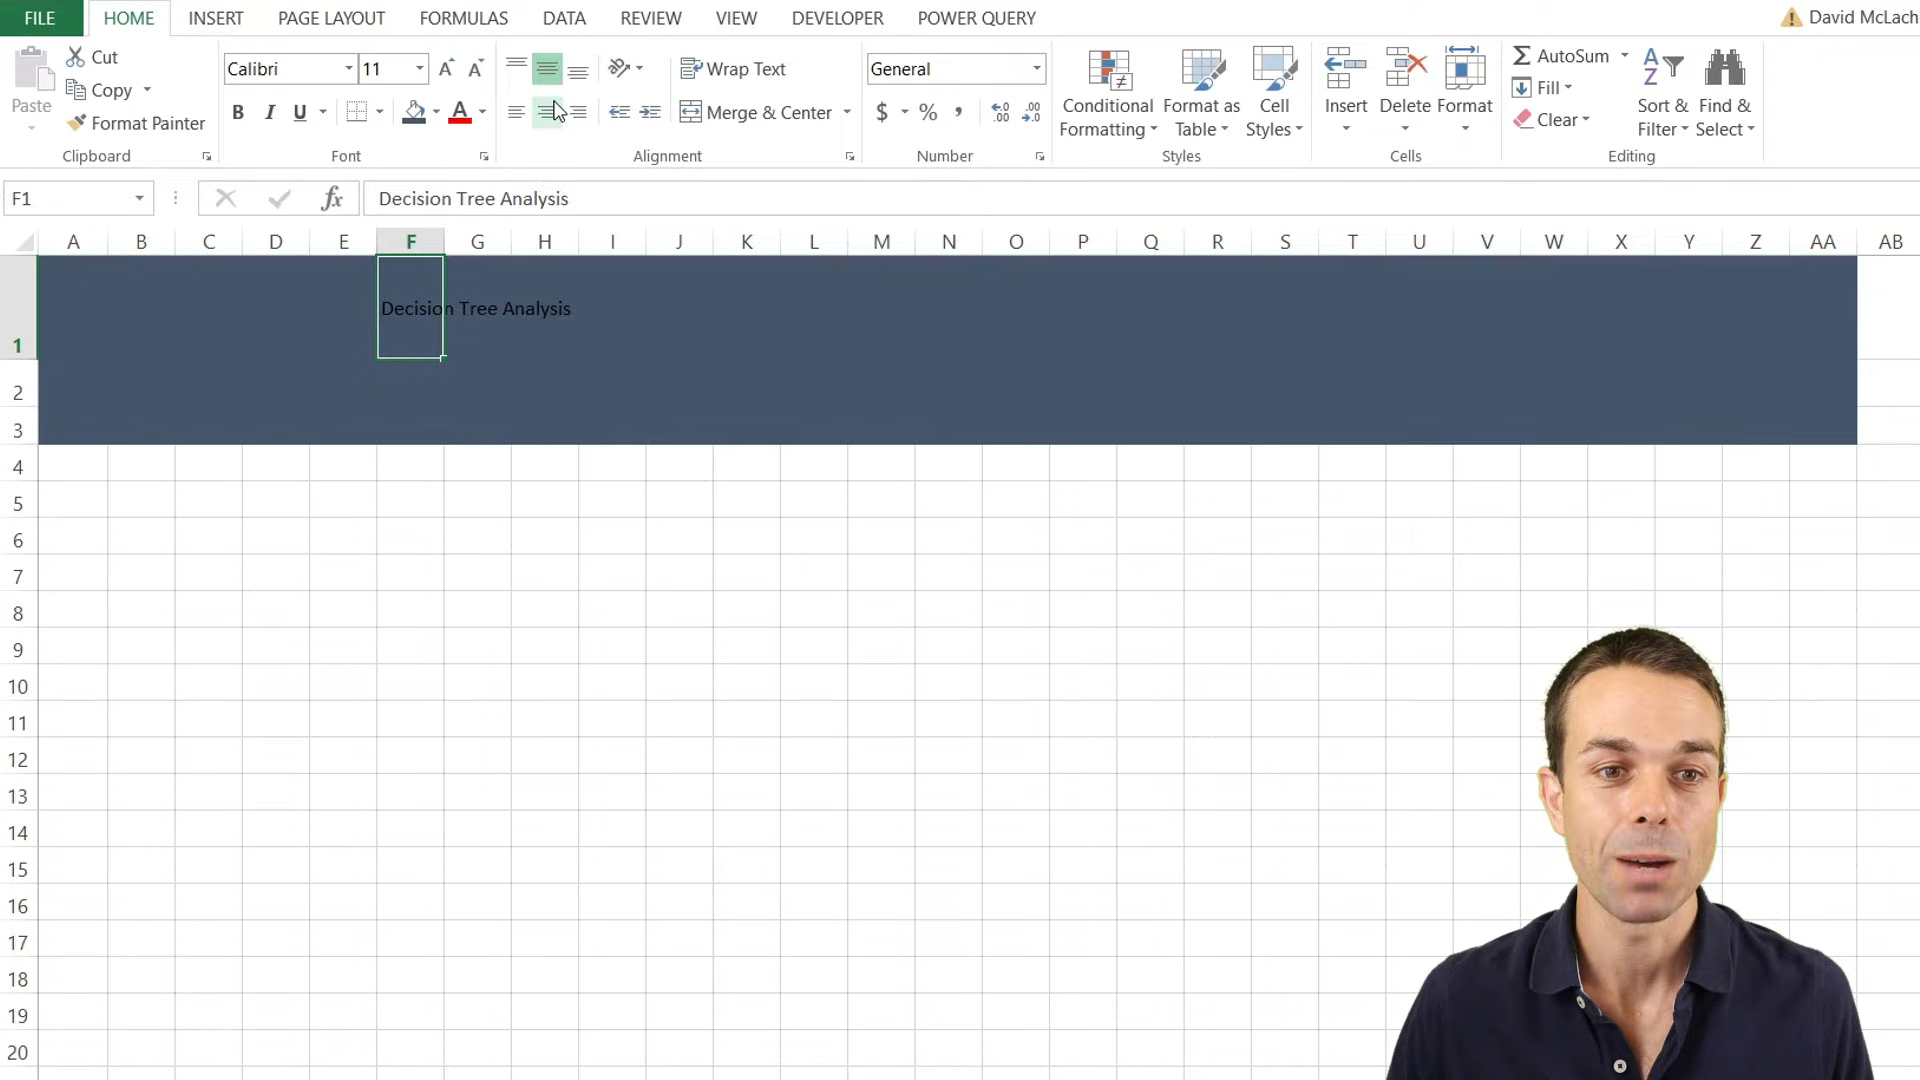 FILE HOME INSERT PAGE LAYOUT FORMULAS DATA REVIEW VIEW DEVELOPER POWER QUERY David McLach
Paste
Cut
Copy
Format Painter
Clipboard
Calibri 11
B I U A
Font
Wrap Text
Merge & Center
Alignment
General
$ % ,
Number
Conditional Formatting
Format as Table
Cell Styles
Styles
Insert Delete Format
Cells
AutoSum
Fill
Clear
Sort & Filter
Find & Select
Editing
F1 fx Decision Tree Analysis
A B C D E F G H I J K L M N O P Q R S T U V W X Y Z AA AB
1 Decision Tree Analysis
2
3
4
5
6
7
8
9
10
11
12
13
14
15
16
17
18
19
20